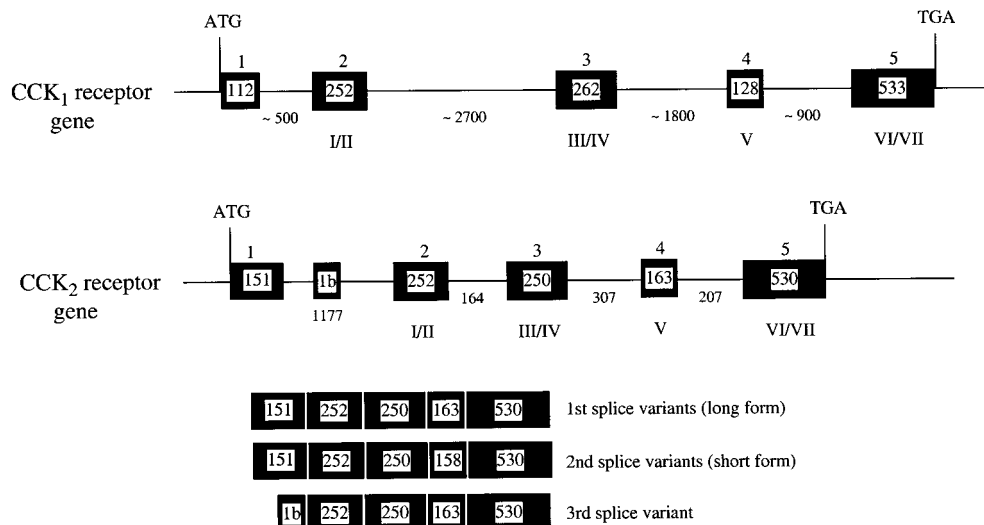 ATG
TGA
1 2 3 4 5
CCK1 receptor
gene
112 252 262 128 533
~ 500 ~ 2700 ~ 1800 ~ 900
I/II III/IV V VI/VII
ATG
TGA
1 2 3 4 5
CCK2 receptor
gene
151 1b 252 250 163 530
1177 164 307 207
I/II III/IV V VI/VII
151 252 250 163 530 1st splice variants (long form)
151 252 250 158 530 2nd splice variants (short form)
1b 252 250 163 530 3rd splice variant